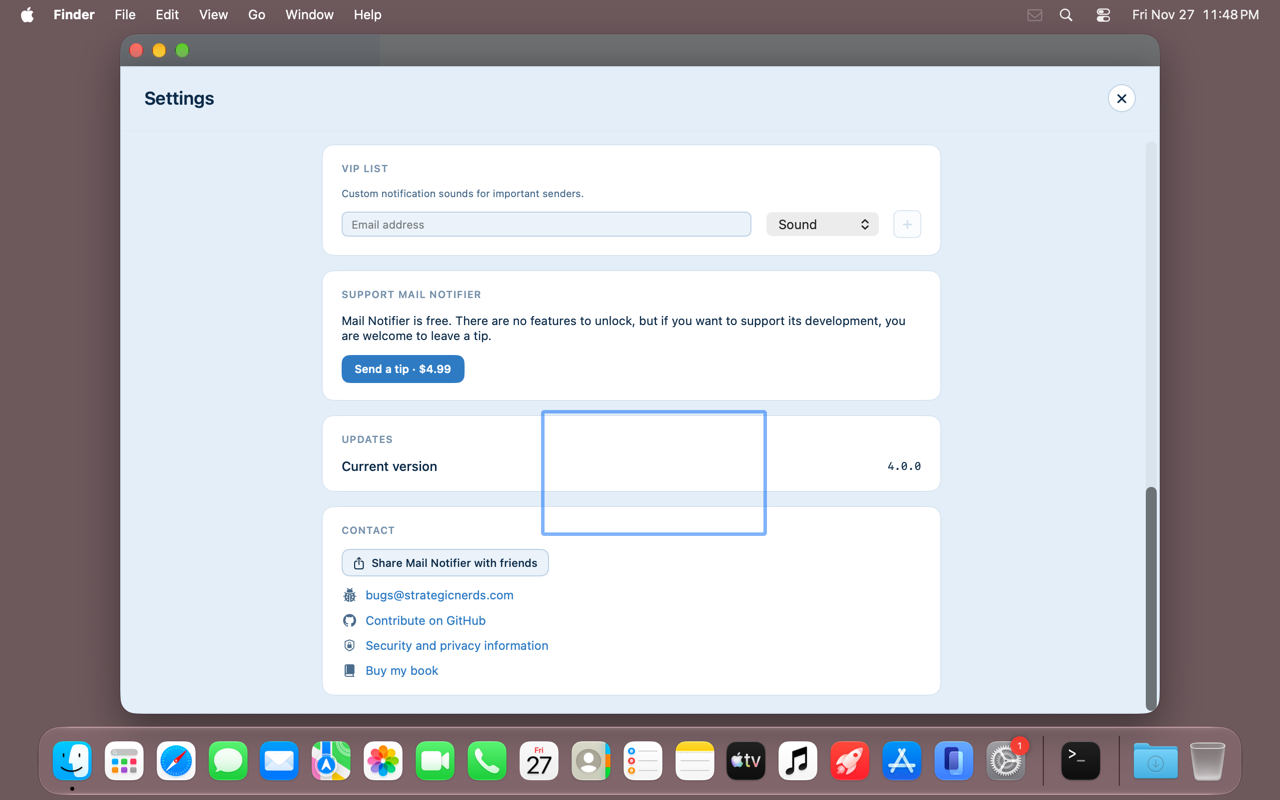 Finder File Edit View Go Window Help Fri Nov 27 11:48 PM
Settings
VIP LIST
Custom notification sounds for important senders.
Email address Sound
SUPPORT MAIL NOTIFIER
Mail Notifier is free. There are no features to unlock, but if you want to support its development, you
are welcome to leave a tip.
Send a tip · $4.99
UPDATES
Current version 4.0.0
CONTACT
Share Mail Notifier with friends
bugs@strategicnerds.com
Contribute on GitHub
Security and privacy information
Buy my book
Fri
27
tv
1
>_